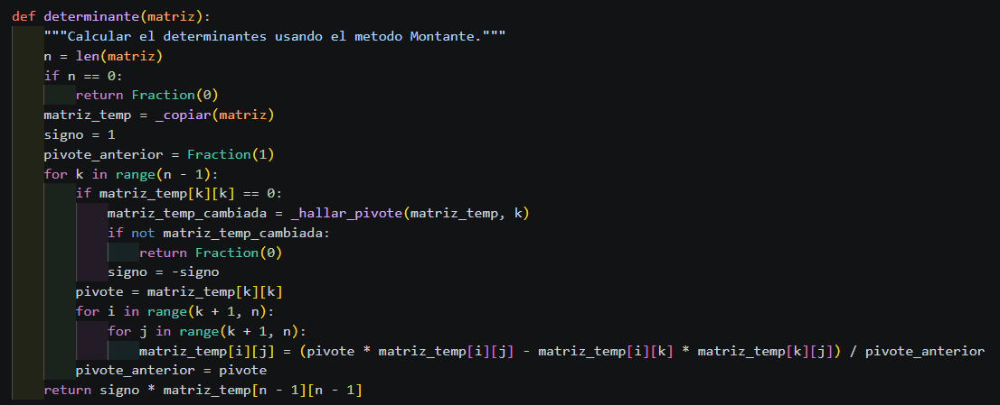 def determinante(matriz):
    """Calcular el determinantes usando el metodo Montante."""
    n = len(matriz)
    if n == 0:
        return Fraction(0)
    matriz_temp = _copiar(matriz)
    signo = 1
    pivote_anterior = Fraction(1)
    for k in range(n - 1):
        if matriz_temp[k][k] == 0:
            matriz_temp_cambiada = _hallar_pivote(matriz_temp, k)
            if not matriz_temp_cambiada:
                return Fraction(0)
            signo = -signo
        pivote = matriz_temp[k][k]
        for i in range(k + 1, n):
            for j in range(k + 1, n):
                matriz_temp[i][j] = (pivote * matriz_temp[i][j] - matriz_temp[i][k] * matriz_temp[k][j]) / pivote_anterior
        pivote_anterior = pivote
    return signo * matriz_temp[n - 1][n - 1]